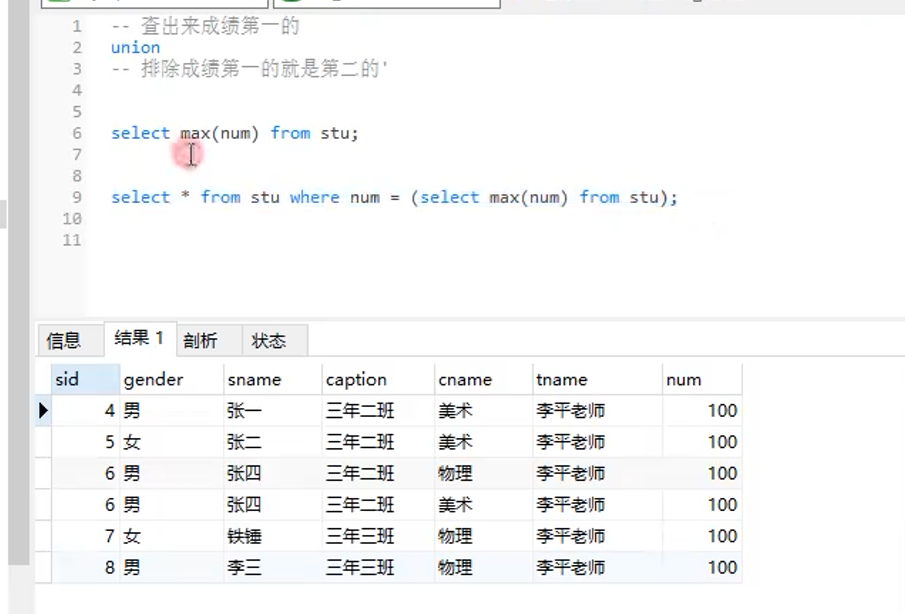 1 -- 查出来成绩第一的
2 union
3 -- 排除成绩第一的就是第二的'
4
5
6 select max(num) from stu;
7
8
9 select * from stu where num = (select max(num) from stu);
10
11
信息 结果 1 剖析 状态
sid gender sname caption cname tname num
4 男 张一 三年二班 美术 李平老师 100
5 女 张二 三年二班 美术 李平老师 100
6 男 张四 三年二班 物理 李平老师 100
6 男 张四 三年二班 美术 李平老师 100
7 女 铁锤 三年三班 物理 李平老师 100
8 男 李三 三年三班 物理 李平老师 100